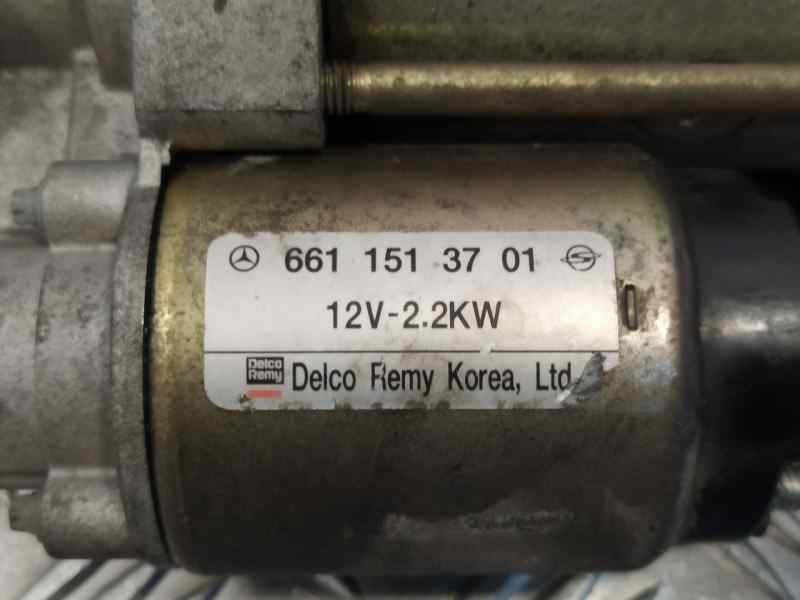 661 151 37 01
12V-2.2KW
Delco Remy Delco Remy Korea, Ltd